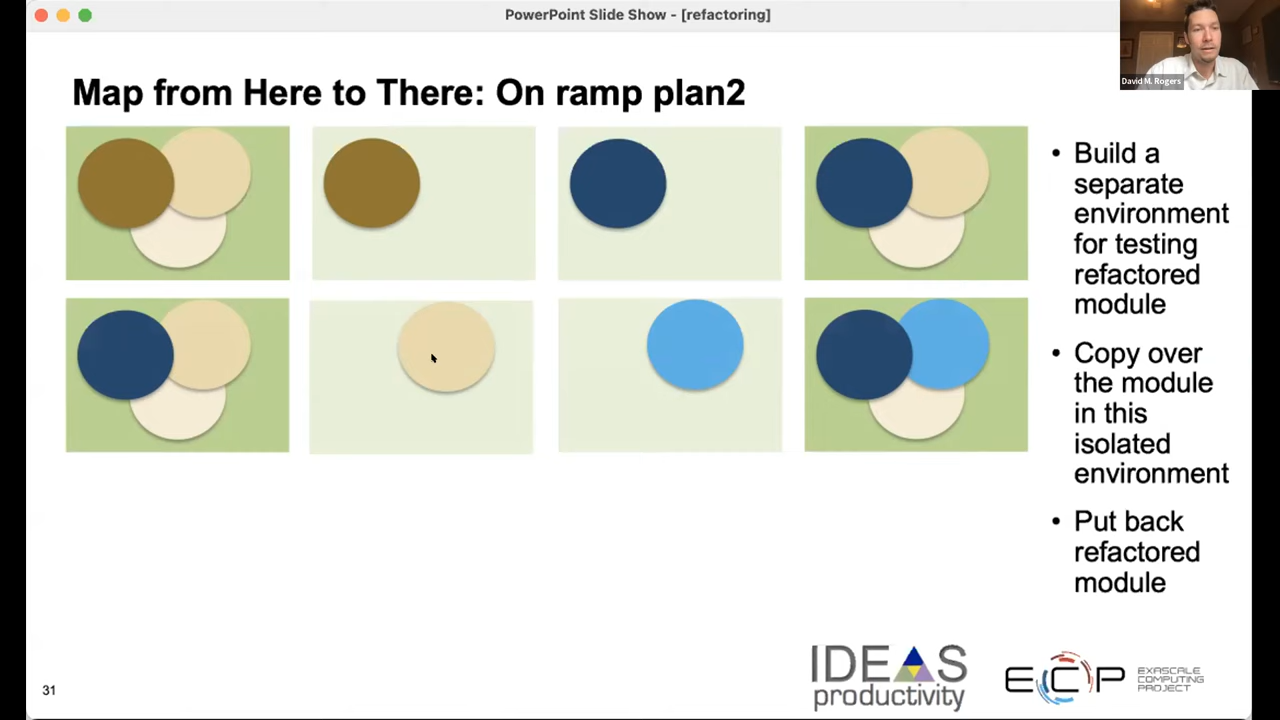 PowerPoint Slide Show - [refactoring]
David M. Rogers
Map from Here to There: On ramp plan2
• Build a
separate
environment
for testing
refactored
module
• Copy over
the module
in this
isolated
environment
• Put back
refactored
module
IDEAS
productivity
ECP
EXASCALE
COMPUTING
PROJECT
31